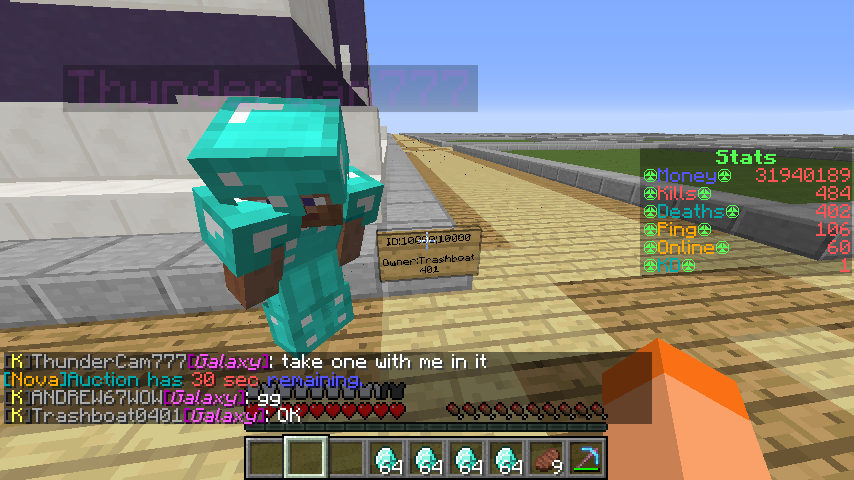 ThunderCam777
Stats
Money 31940189
Kills 484
Deaths 402
Ping 106
Online 60
KD 1
Owner:Trashboat
401
[K]ThunderCam777[Galaxy]: take one with me in it
[Nova]Auction has 30 sec remaining.
[K]ANDREW67WOW[Galaxy]: gg
[K]Trashboat0401[Galaxy]: OK
64 64 64 64 9